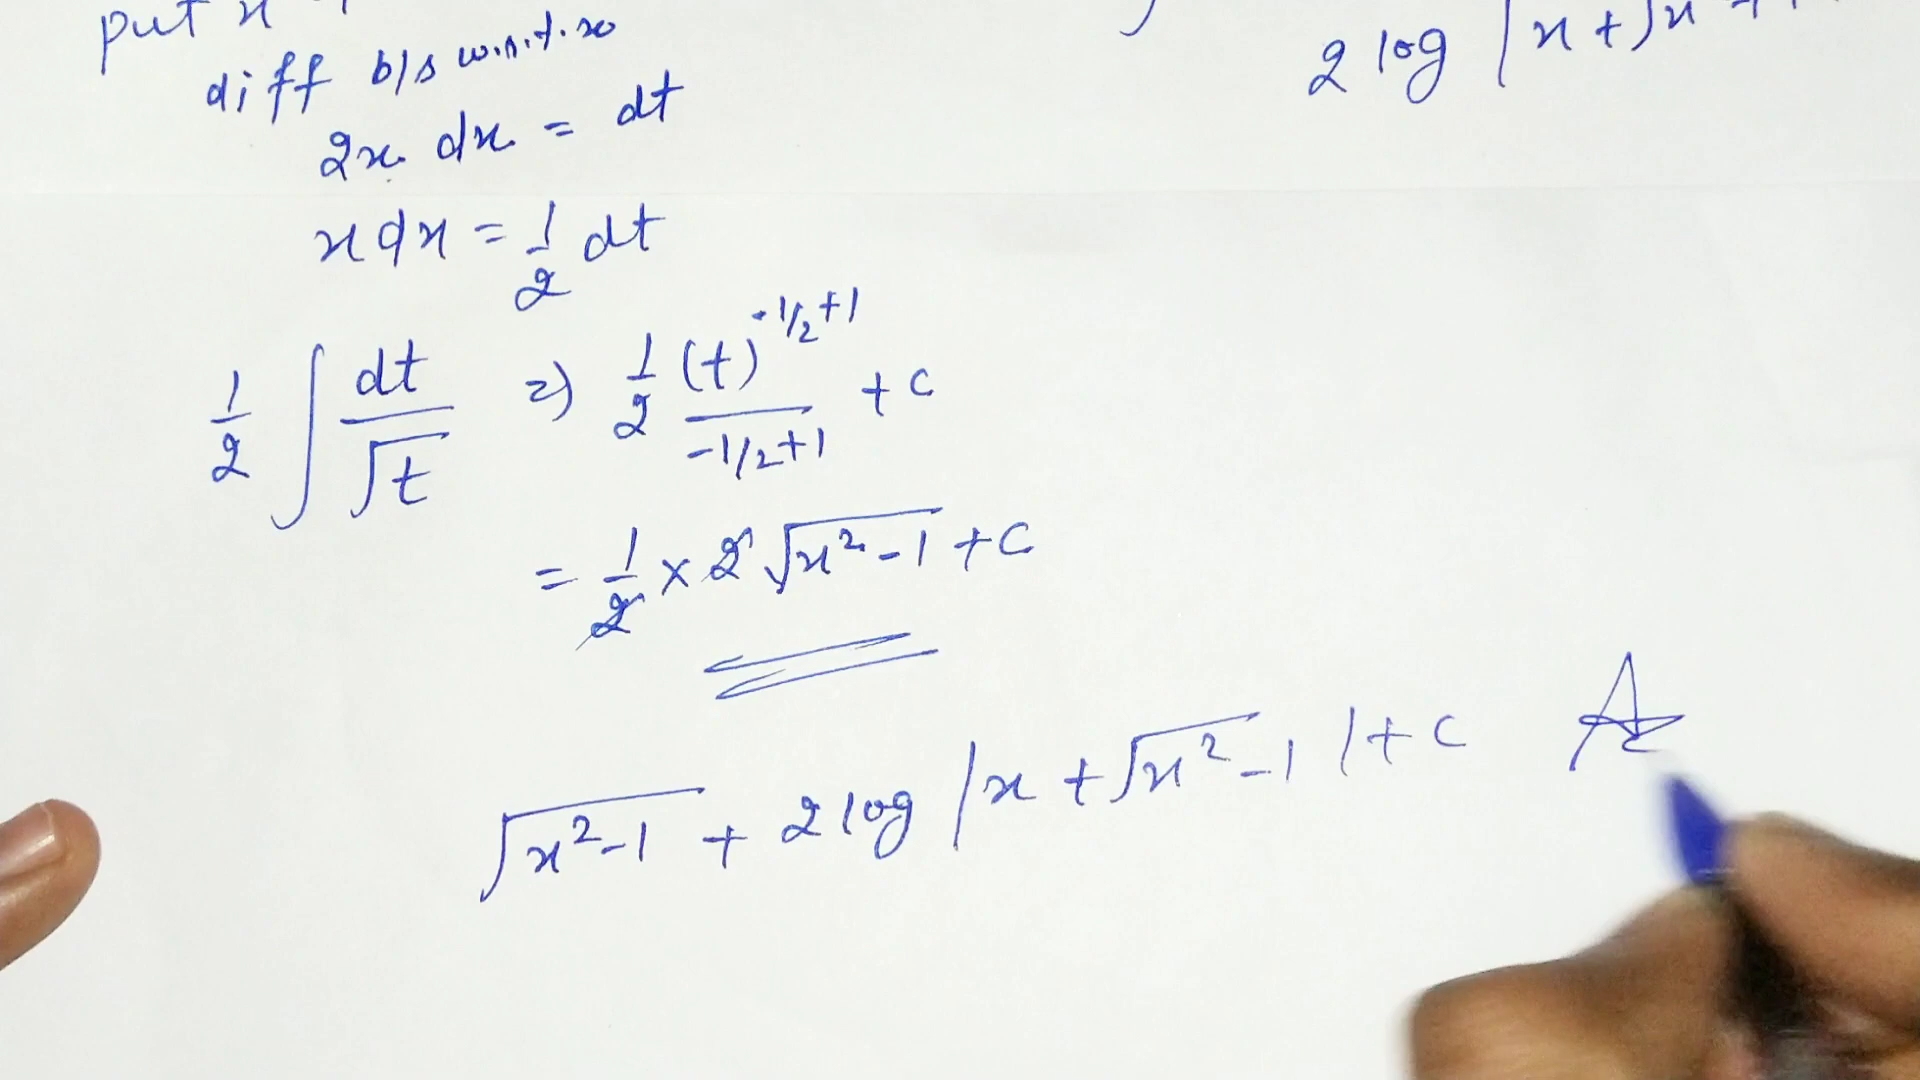 put x
2 log |x + √x
diff b/s w.r.t. x
2x dx = dt
x dx = 1/2 dt
1/2 ∫ dt/√t => 1/2 (t)^(-1/2+1)/(-1/2+1) + c
= 1/2 × 2 √(x²-1) + c
√(x²-1) + 2 log |x + √(x²-1)| + c